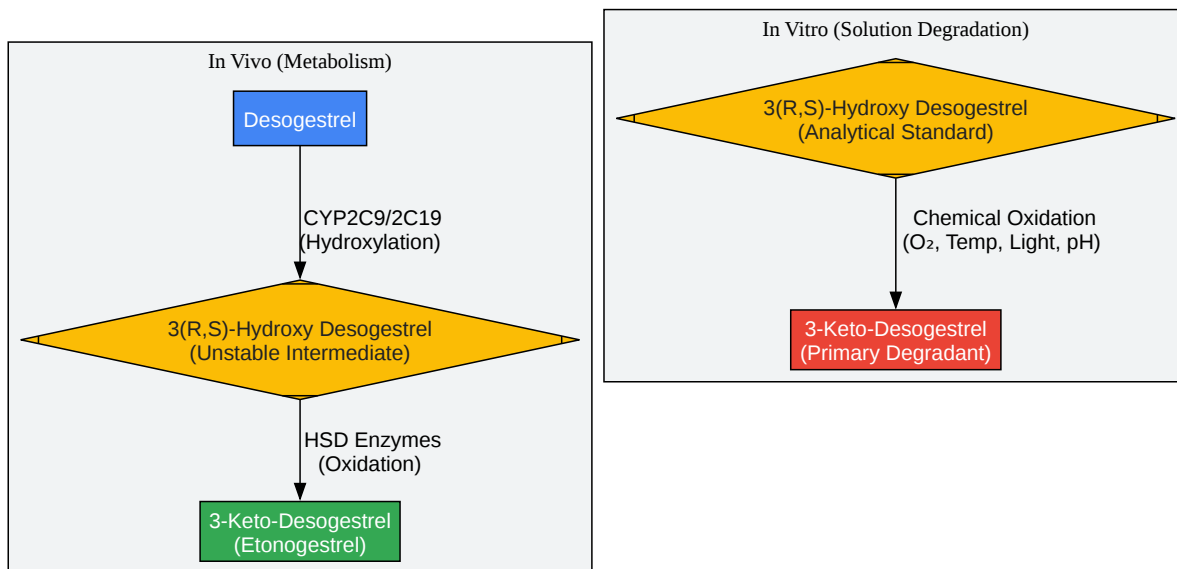 In Vivo (Metabolism)
Desogestrel
CYP2C9/2C19
(Hydroxylation)
3(R,S)-Hydroxy Desogestrel
(Unstable Intermediate)
HSD Enzymes
(Oxidation)
3-Keto-Desogestrel
(Etonogestrel)
In Vitro (Solution Degradation)
3(R,S)-Hydroxy Desogestrel
(Analytical Standard)
Chemical Oxidation
(O₂, Temp, Light, pH)
3-Keto-Desogestrel
(Primary Degradant)